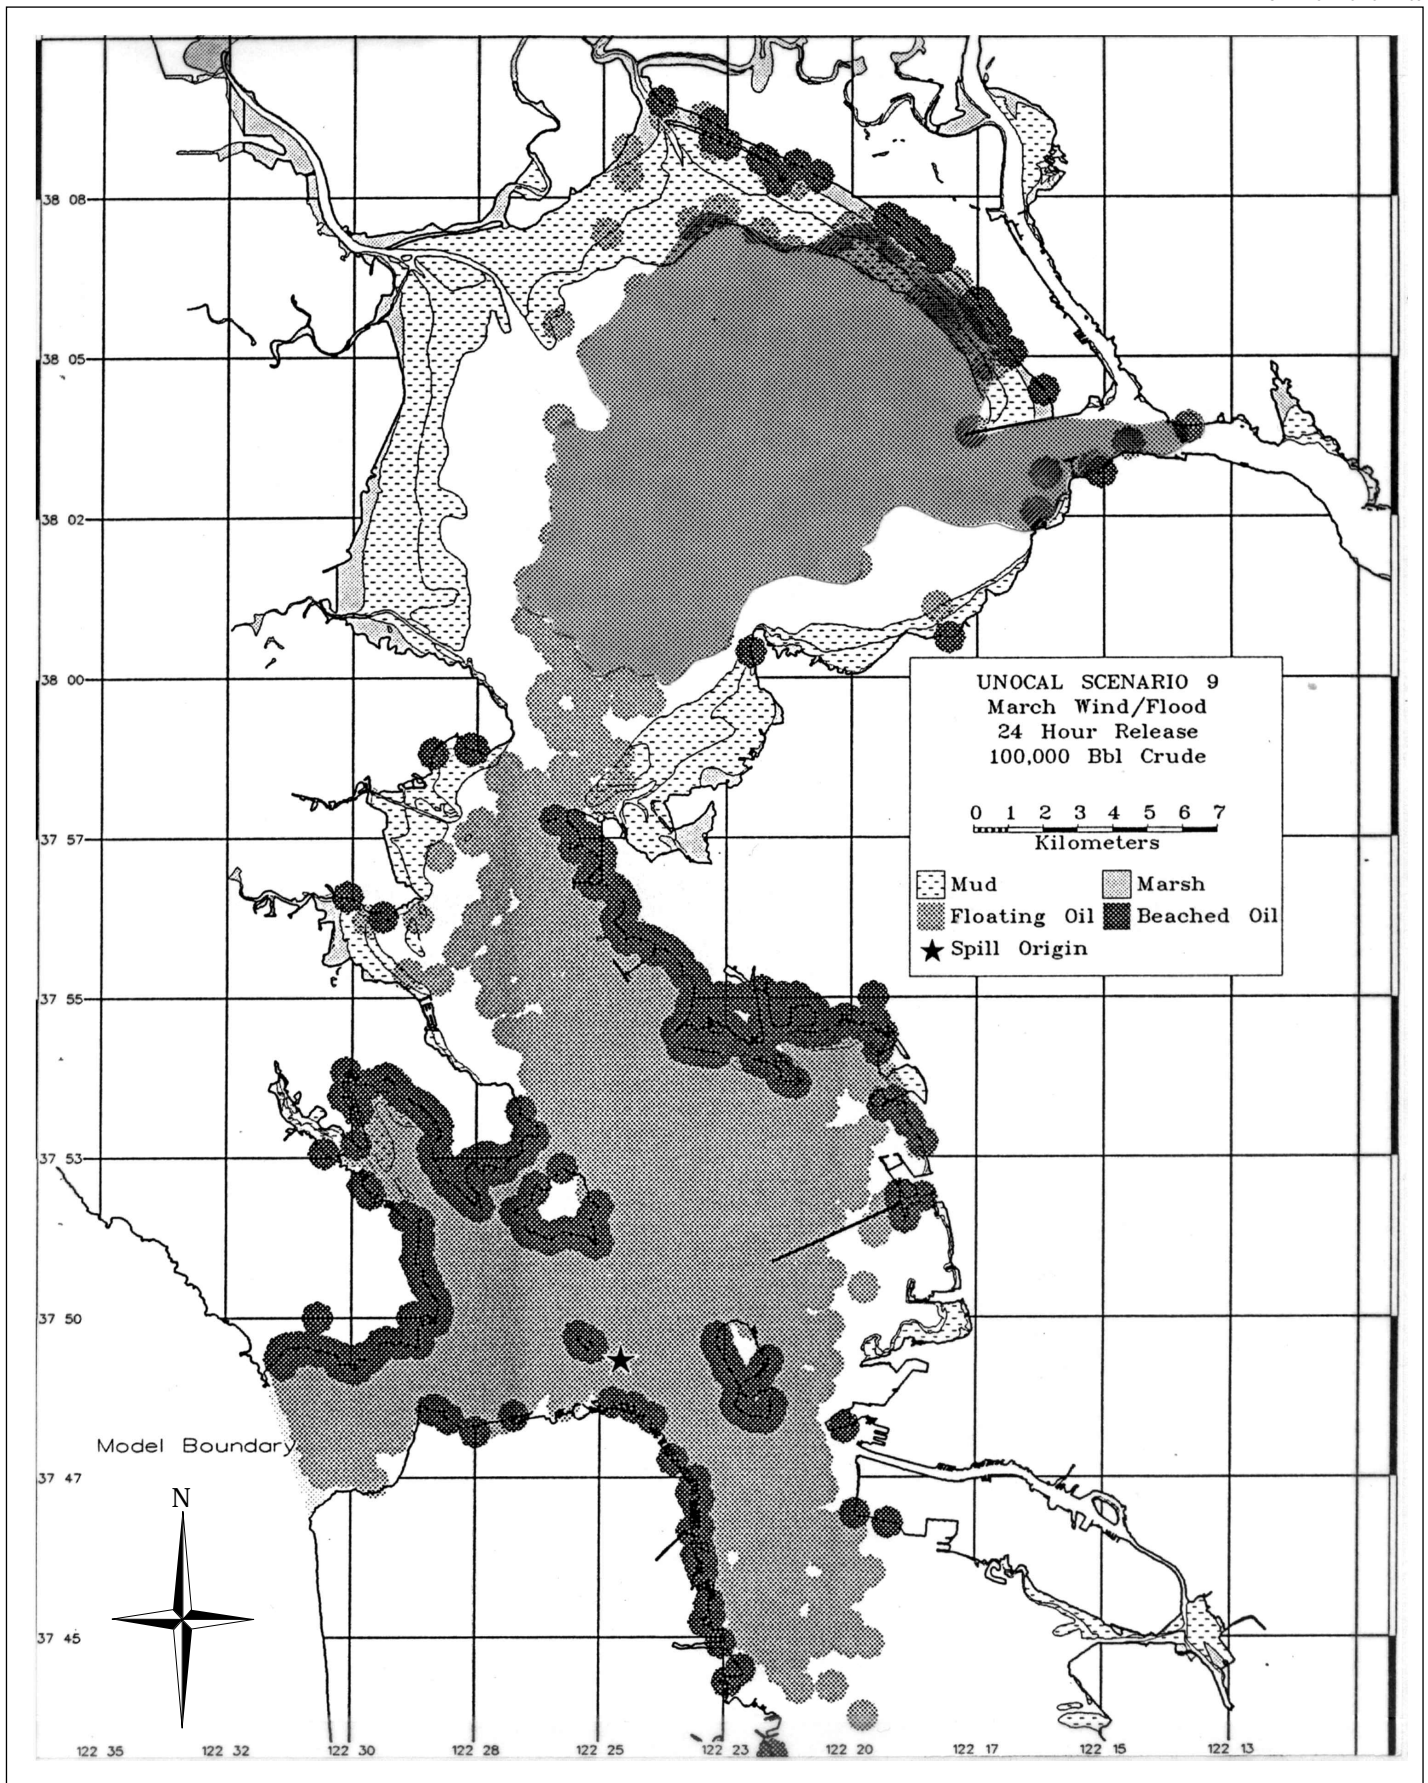 38 08
38 05
38 02
38 00
UNOCAL SCENARIO 9
March Wind/Flood
24 Hour Release
100,000 Bbl Crude
0 1 2 3 4 5 6 7
Kilometers
37 57
Mud
Marsh
Floating Oil
Beached Oil
Spill Origin
37 55
37 53
37 50
Model Boundary
37 47
N
37 45
122 35
122 32
122 30
122 28
122 25
122 23
122 20
122 17
122 15
122 13